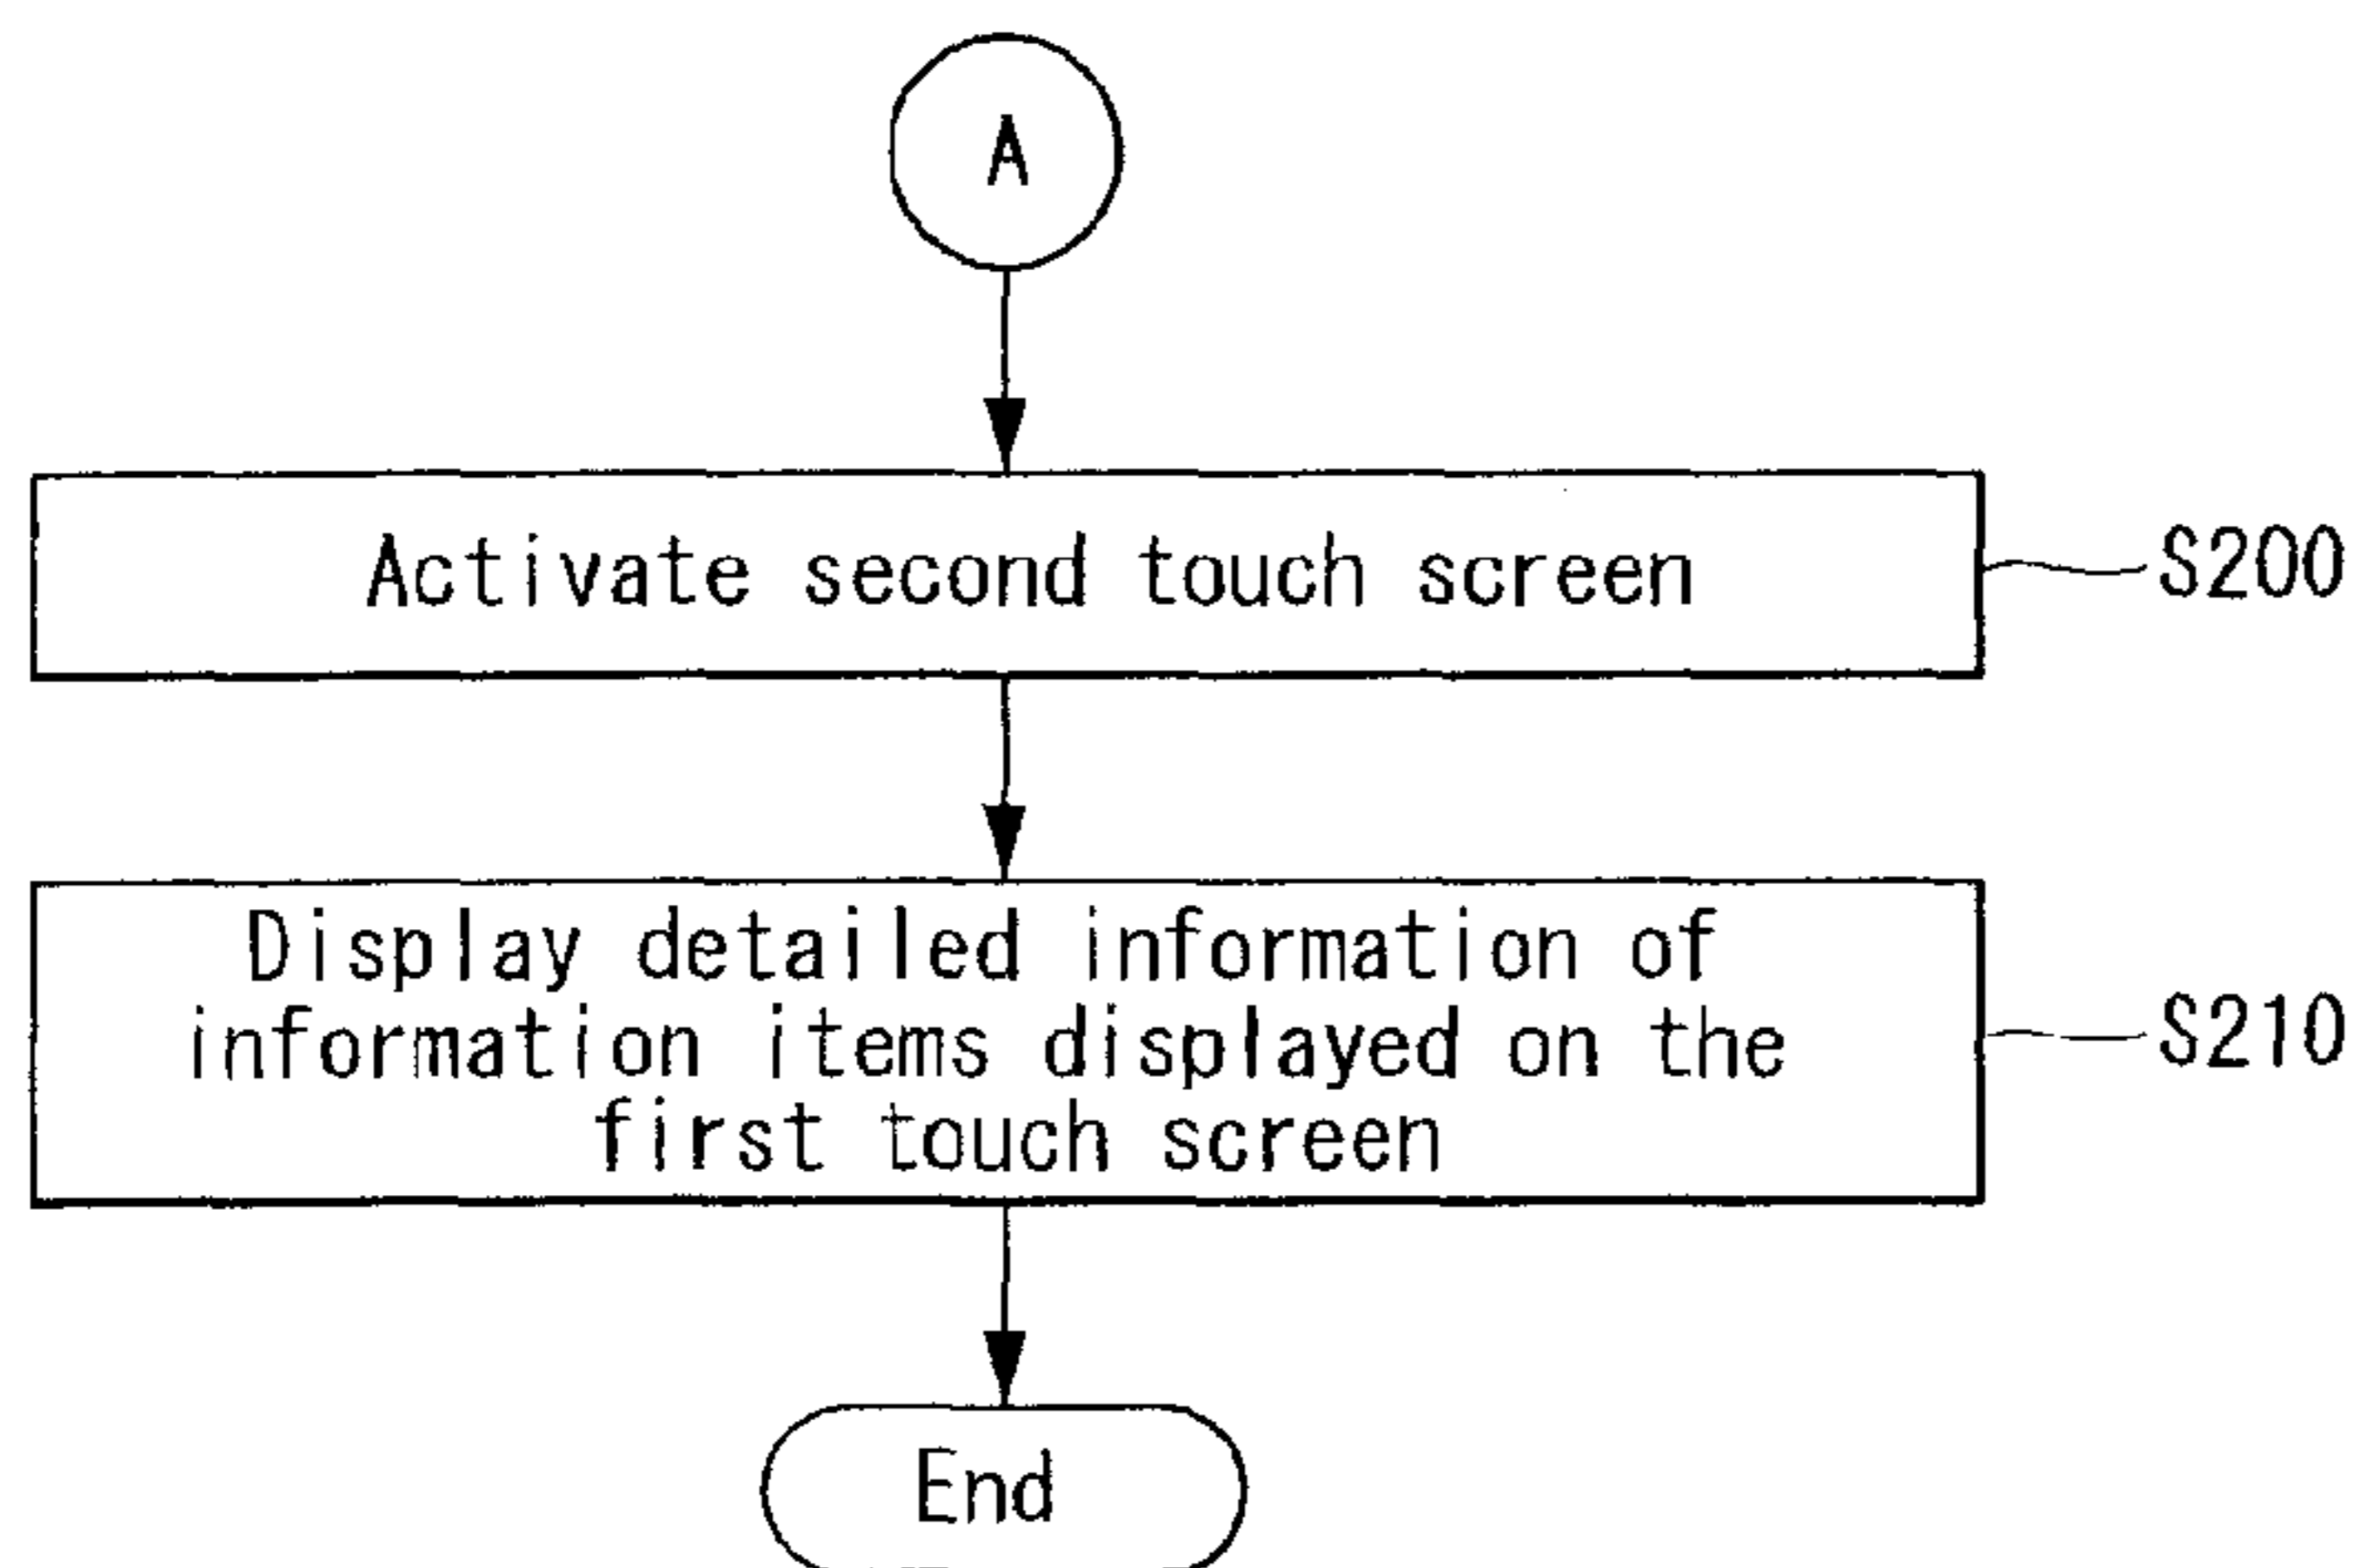 A
Activate second touch screen
S200
Display detailed information of
information items displayed on the
first touch screen
S210
End